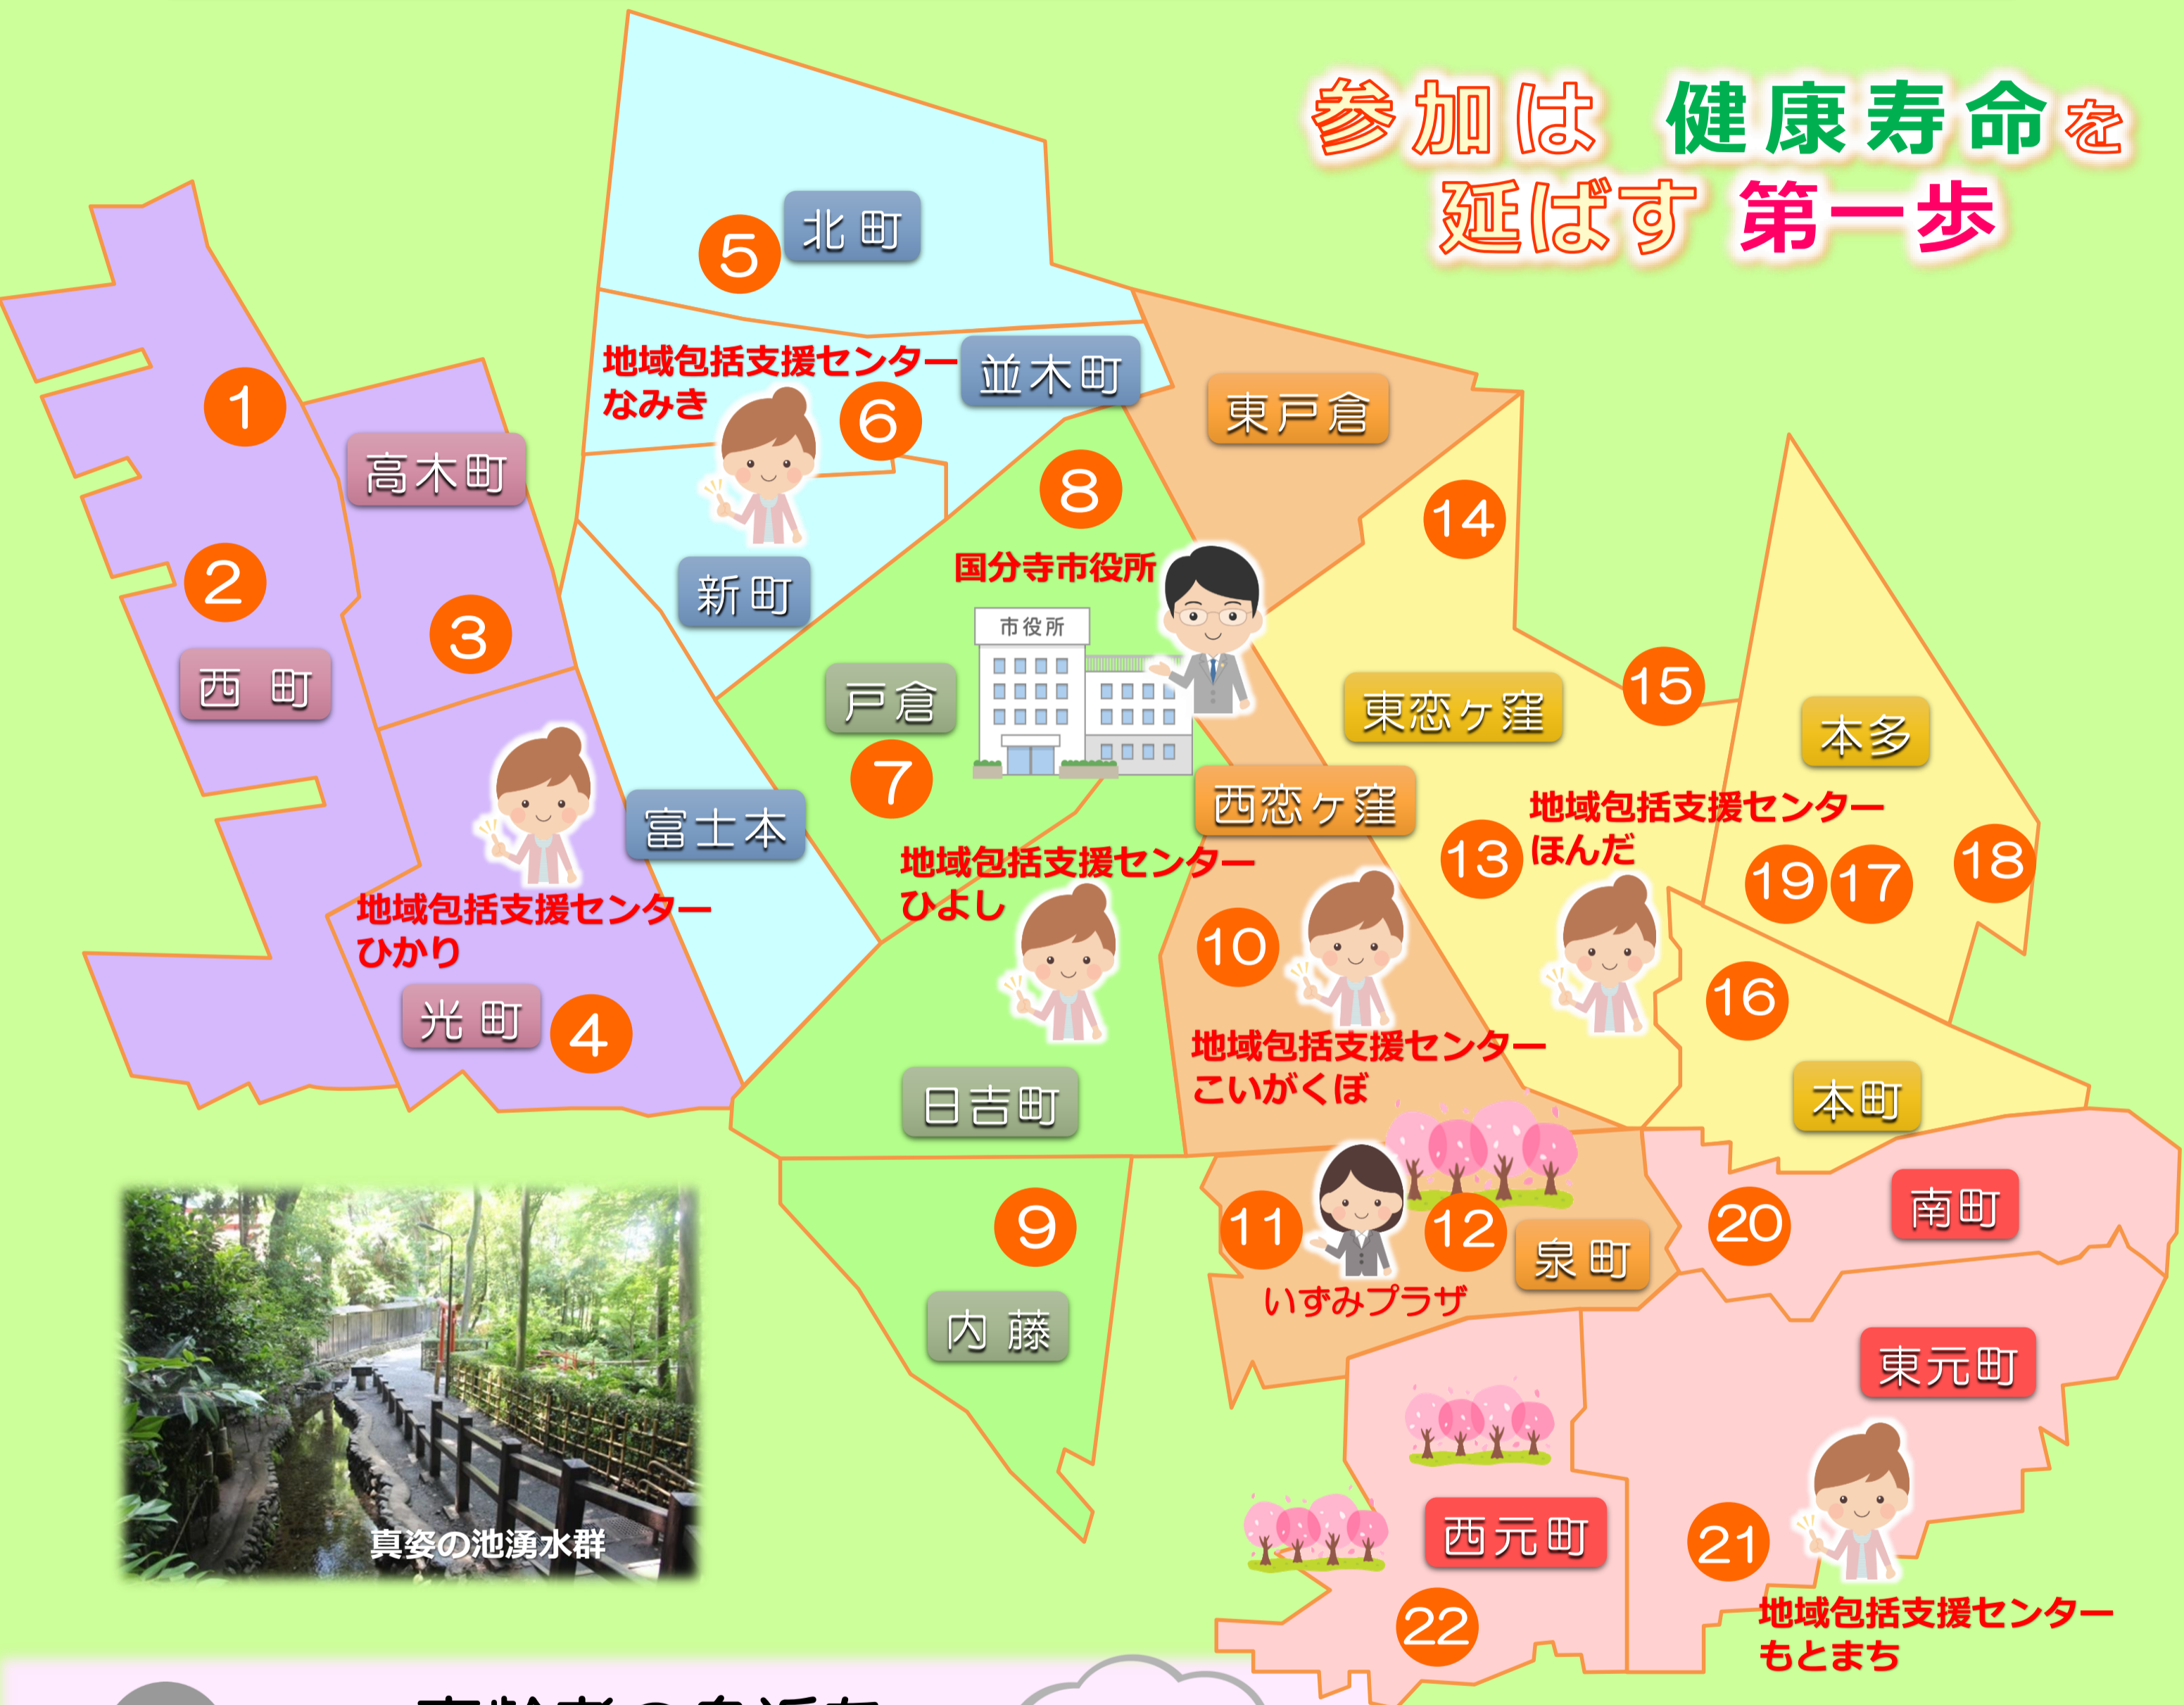 参加は 健康寿命を
延ばす 第一歩
北町
5
地域包括支援センター
なみき
並木町
6
東戸倉
1
高木町
8
14
2
3
西町
新町
国分寺市役所
市役所
戸倉
7
東恋ヶ窪
15
本多
西恋ヶ窪
富士本
地域包括支援センター
ひかり
地域包括支援センター
ひよし
13
地域包括支援センター
ほんだ
19
17
18
10
16
光町
4
地域包括支援センター
こいがくぼ
日吉町
本町
9
11
12
泉町
いずみプラザ
20
南町
内藤
東元町
西元町
21
22
地域包括支援センター
もとまち
真姿の池湧水群